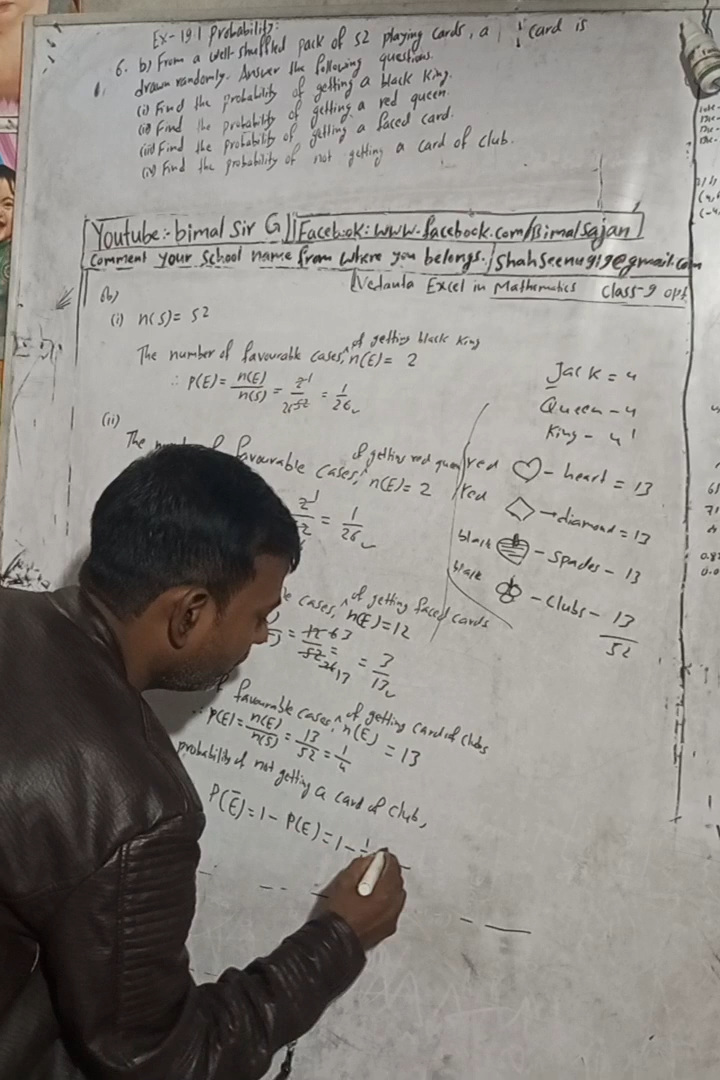 Ex- 19.1 Probability:
6. b) From a well-shuffled pack of 52 playing cards, a card is
drawn randomly. Answer the following questions.
(i) Find the probability of getting a black King.
(ii) Find the probability of getting a red queen.
(iii) Find the probability of getting a faced card.
(iv) Find the probability of not getting a card of club.
Youtube:- bimal Sir G || Facebook: www.facebook.com/Bimalsajan
Comment your School name from where you belongs. / Shahseenu919@gmail.com
Vedanta Excel in Mathematics class-9 opt
6b)
(i) n(S) = 52
The number of favourable cases, ^ of getting black King n(E) = 2
∴ P(E) = n(E)/n(S) = 2/52 = 1/26
(ii)
The favourable cases, ^ of getting red queen n(E) = 2
= 1/26
cases, ^ of getting faced cards n(E) = 12
= 12/52 = = 3/13
favourable cases, ^ of getting card of clubs n(E) = 13
∴ P(E) = n(E)/n(S) = 13/52 = 1/4
probability of not getting a card of club,
P(Ē) = 1 - P(E) = 1 -
Jack = 4
Queen - 4
King - 4
red ♡ - heart = 13
red ◇ → diamond = 13
black - Spades - 13
black - Clubs - 13
52